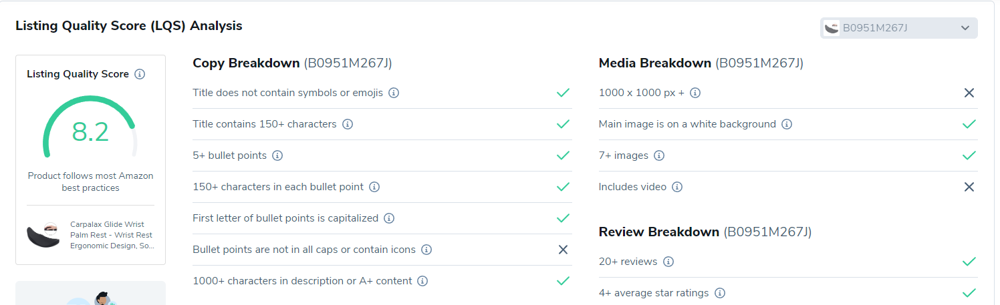 Listing Quality Score (LQS) Analysis
B0951M267J
Listing Quality Score
8.2
Product follows most Amazon
best practices
Carpalax Glide Wrist
Palm Rest - Wrist Rest
Ergonomic Design, So...
Copy Breakdown (B0951M267J)
Title does not contain symbols or emojis
Title contains 150+ characters
5+ bullet points
150+ characters in each bullet point
First letter of bullet points is capitalized
Bullet points are not in all caps or contain icons
1000+ characters in description or A+ content
Media Breakdown (B0951M267J)
1000 x 1000 px +
Main image is on a white background
7+ images
Includes video
Review Breakdown (B0951M267J)
20+ reviews
4+ average star ratings